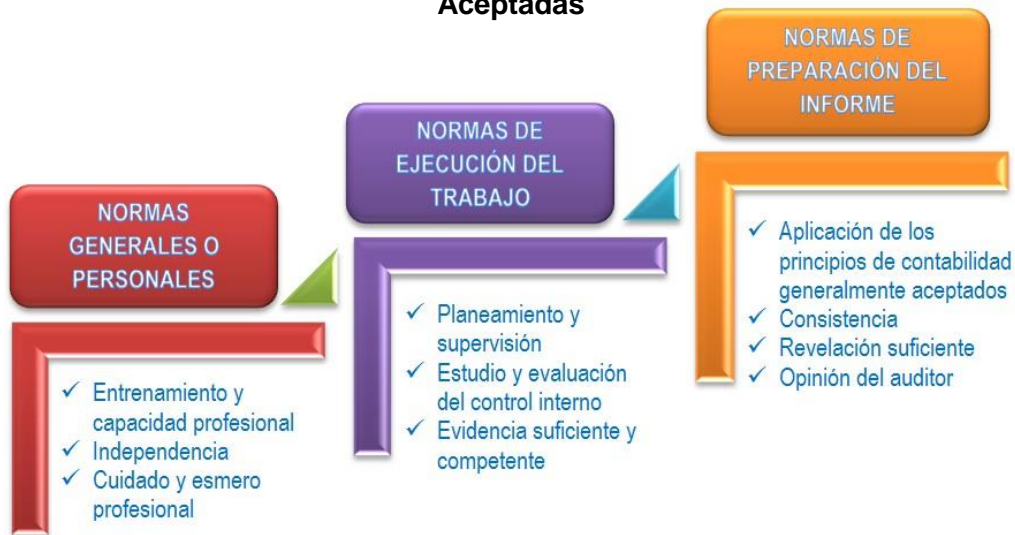 Aceptadas
NORMAS
GENERALES O
PERSONALES
✓ Entrenamiento y
capacidad profesional
✓ Independencia
✓ Cuidado y esmero
profesional
NORMAS DE
EJECUCIÓN DEL
TRABAJO
✓ Planeamiento y
supervisión
✓ Estudio y evaluación
del control interno
✓ Evidencia suficiente y
competente
NORMAS DE
PREPARACIÓN DEL
INFORME
✓ Aplicación de los
principios de contabilidad
generalmente aceptados
✓ Consistencia
✓ Revelación suficiente
✓ Opinión del auditor